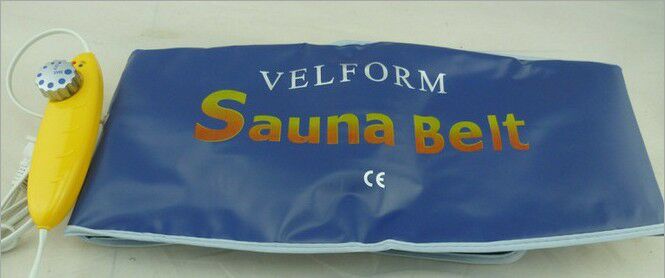 VELFORM
Sauna Belt
CE